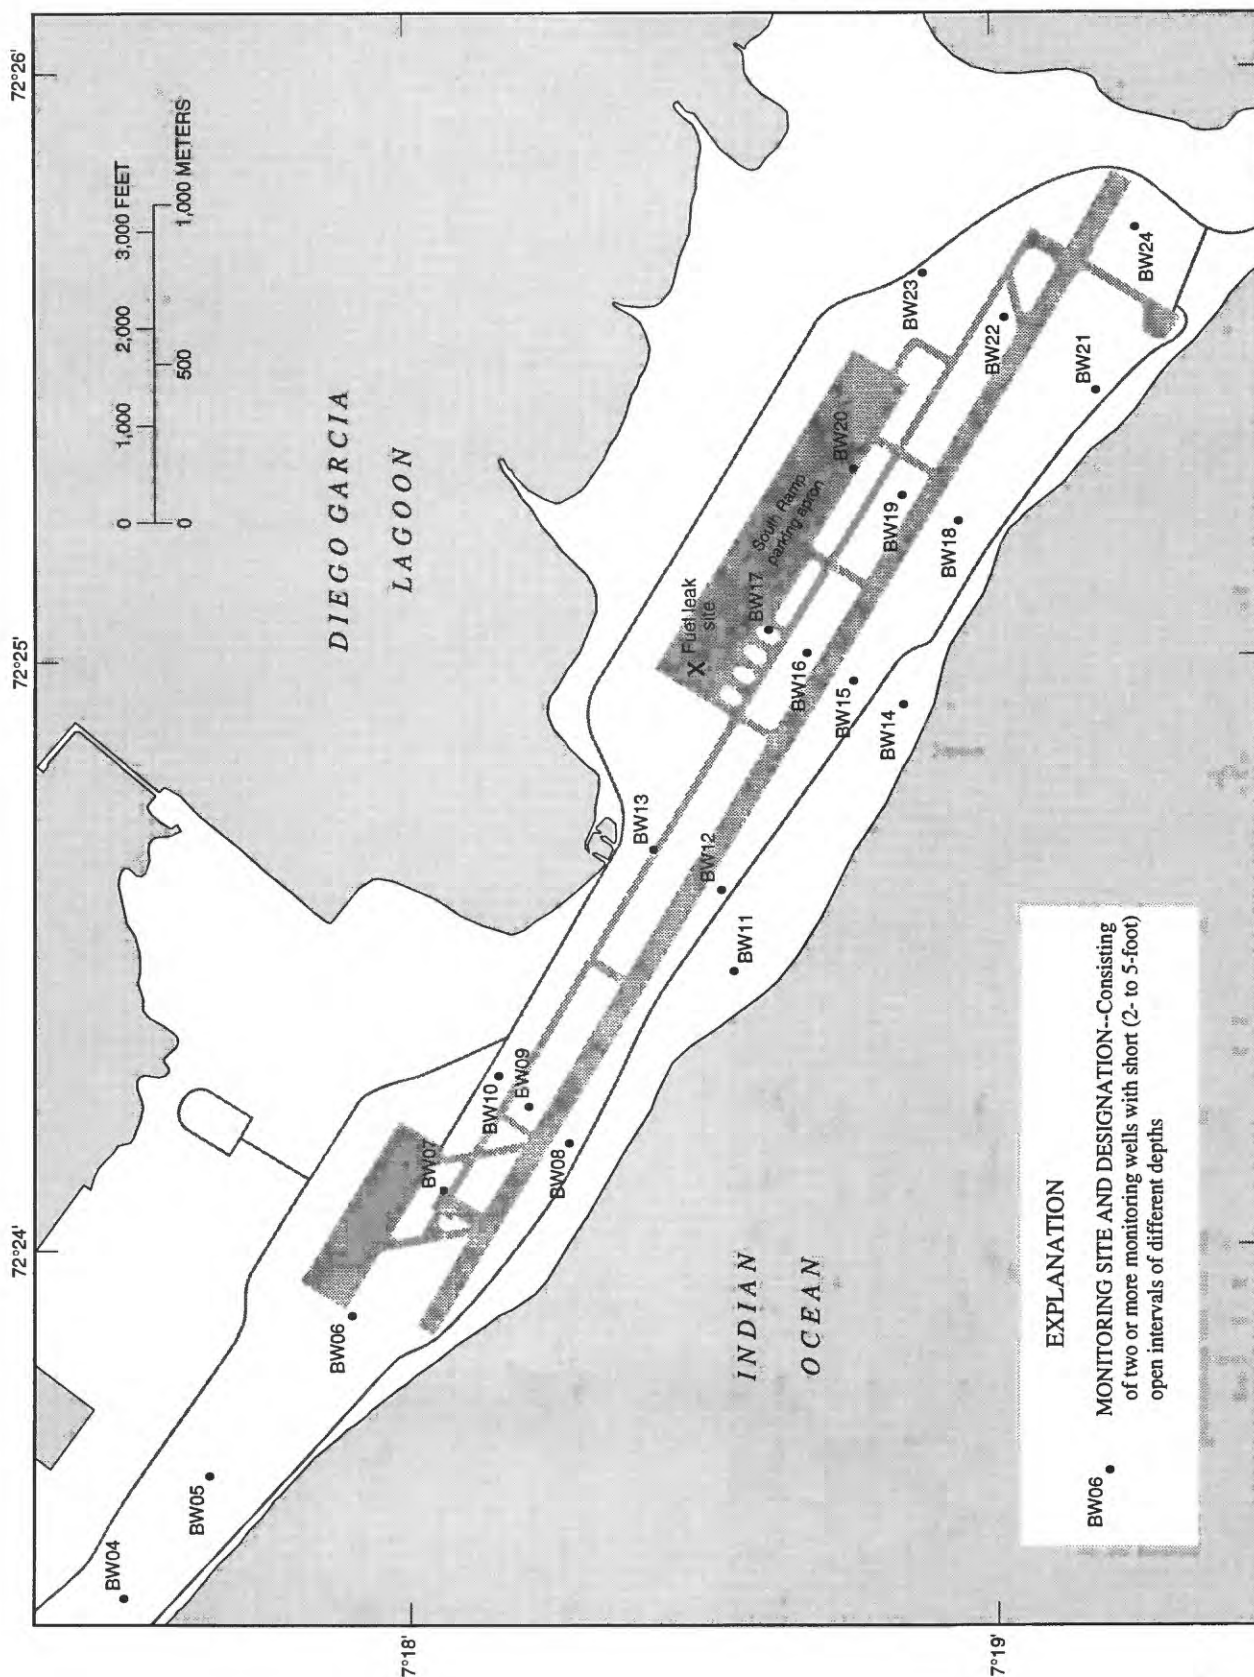 72°24'
72°25'
72°26'
7°18'
7°19'
0 1,000 2,000 3,000 FEET
0 500 1,000 METERS
DIEGO GARCIA
LAGOON
BW04
BW05
BW06
BW07
BW10
BW09
BW08
BW13
BW12
BW11
X Fuel leak
site
South Ramp
parking apron
BW17
BW20
BW16
BW15
BW14
BW19
BW18
BW23
BW22
BW21
BW24
INDIAN
OCEAN
EXPLANATION
BW06
MONITORING SITE AND DESIGNATION--Consisting
of two or more monitoring wells with short (2- to 5-foot)
open intervals of different depths